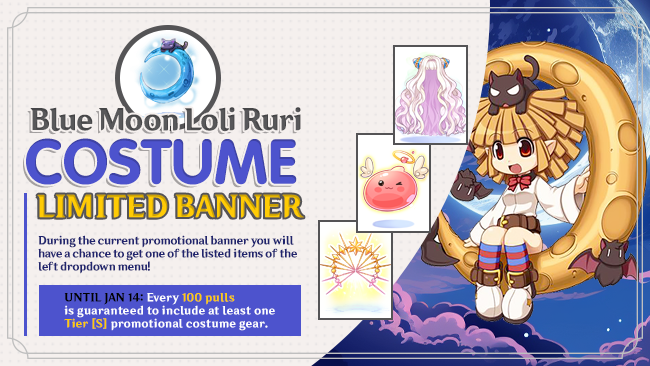 Blue Moon Loli Ruri
COSTUME
LIMITED BANNER
During the current promotional banner you will
have a chance to get one of the listed items of the
left dropdown menu!
UNTIL JAN 14: Every 100 pulls
is guaranteed to include at least one
Tier [S] promotional costume gear.